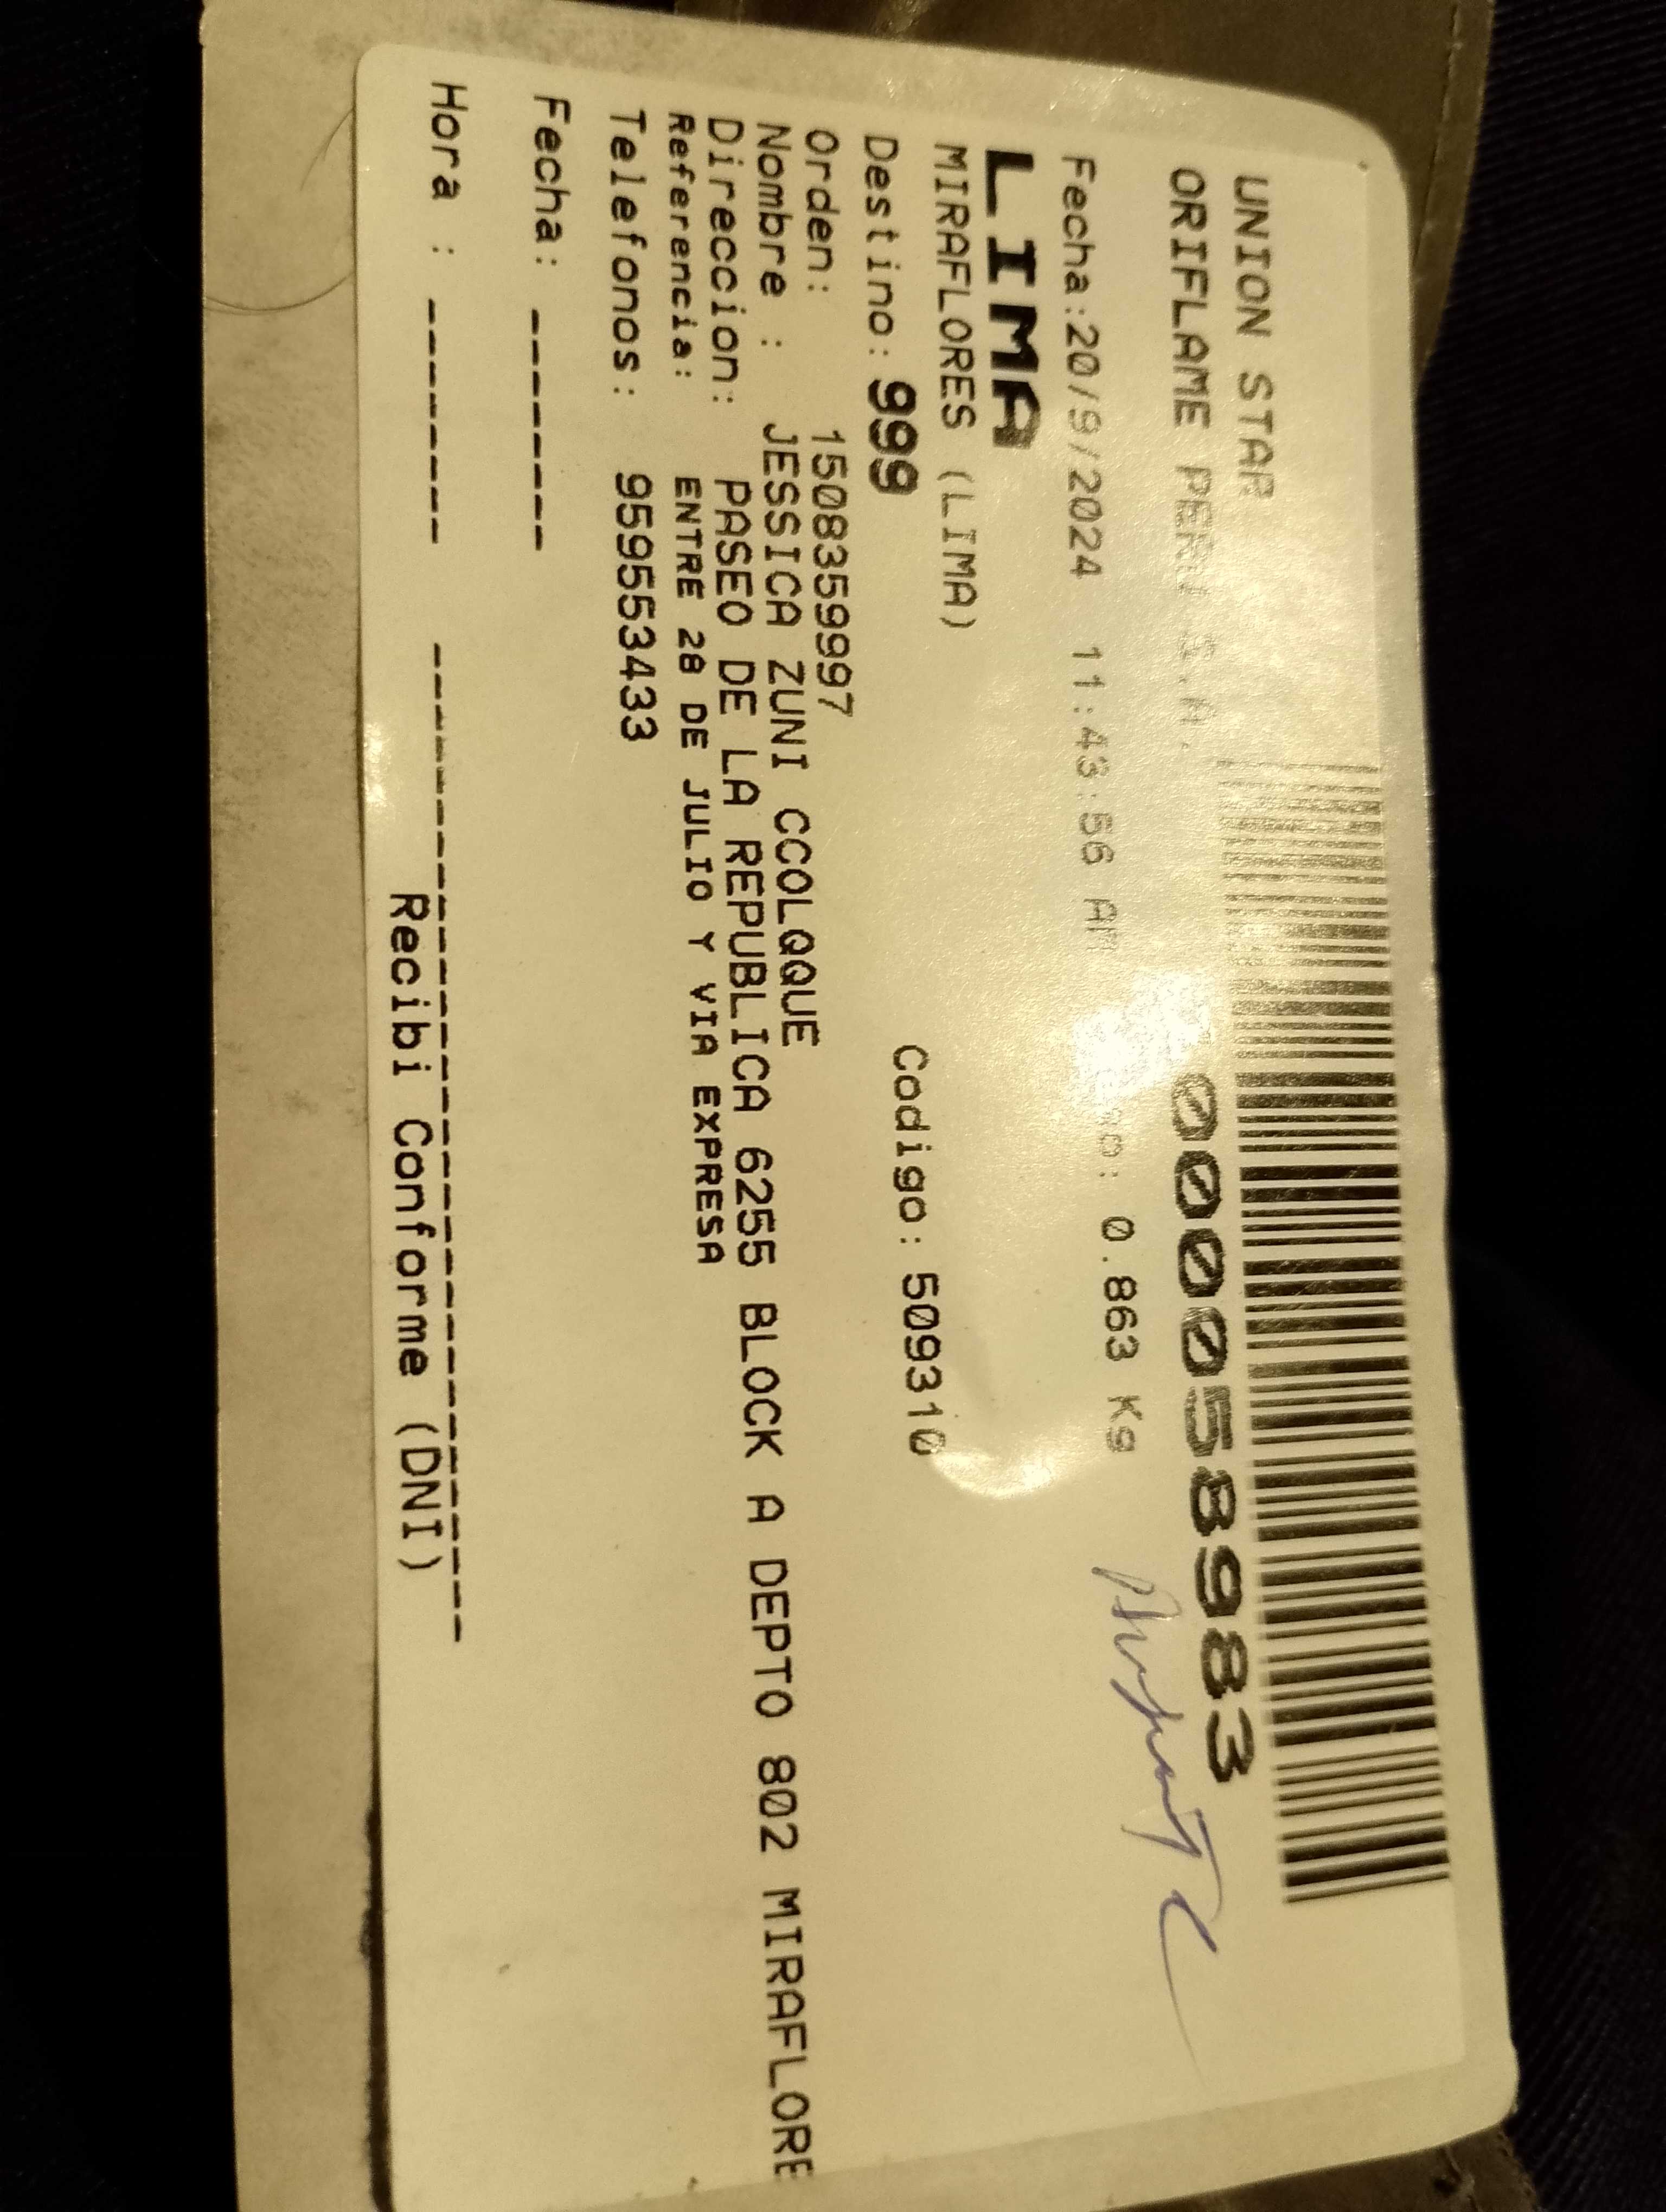 UNION STAR
ORIFLAME PERU S.A. 000058983
Fecha:20/9/2024 11:43:56 AM 0.863 Kg
LIMA
MIRAFLORES (LIMA)
Destino: 999 Codigo: 509310
Orden: 1508359997
Nombre : JESSICA ZUNI CCOLQQUE
Direccion: PASEO DE LA REPUBLICA 6255 BLOCK A DEPTO 802 MIRAFLORE
Referencia: ENTRE 28 DE JULIO Y VIA EXPRESA
Telefonos: 959553433
Fecha: -------
Hora : ------- -----------------------------
Recibi Conforme (DNI)